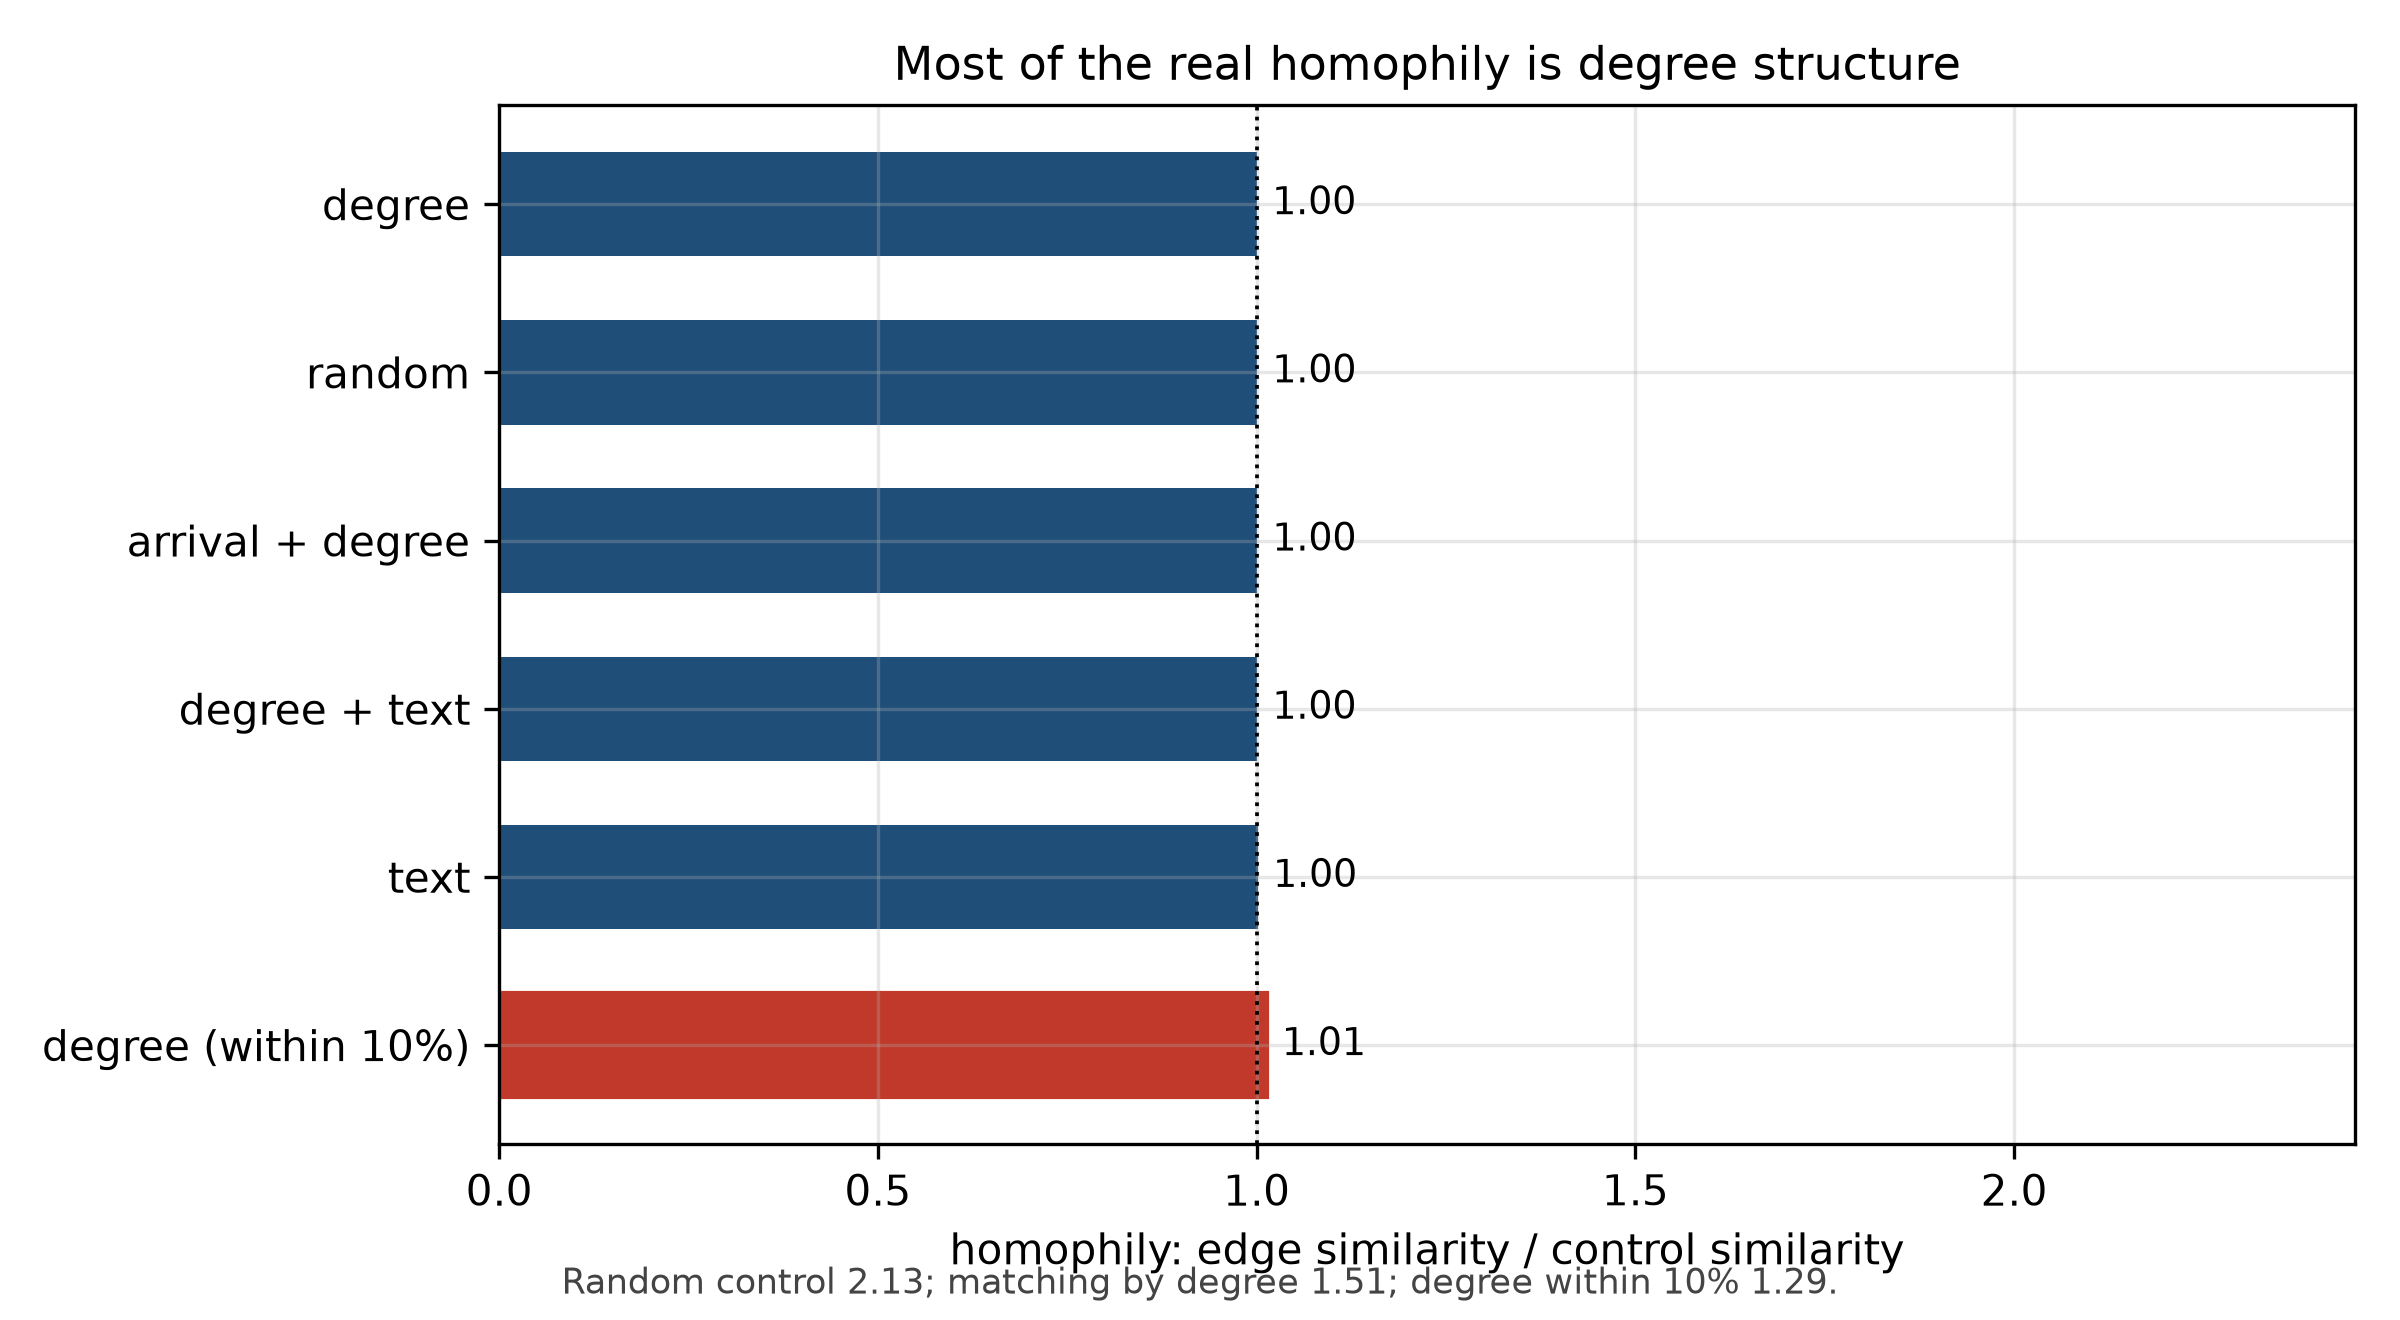 Most of the real homophily is degree structure
degree
1.00
random
1.00
arrival + degree
1.00
degree + text
1.00
text
1.00
degree (within 10%)
1.01
0.0
0.5
1.0
1.5
2.0
homophily: edge similarity / control similarity
Random control 2.13; matching by degree 1.51; degree within 10% 1.29.